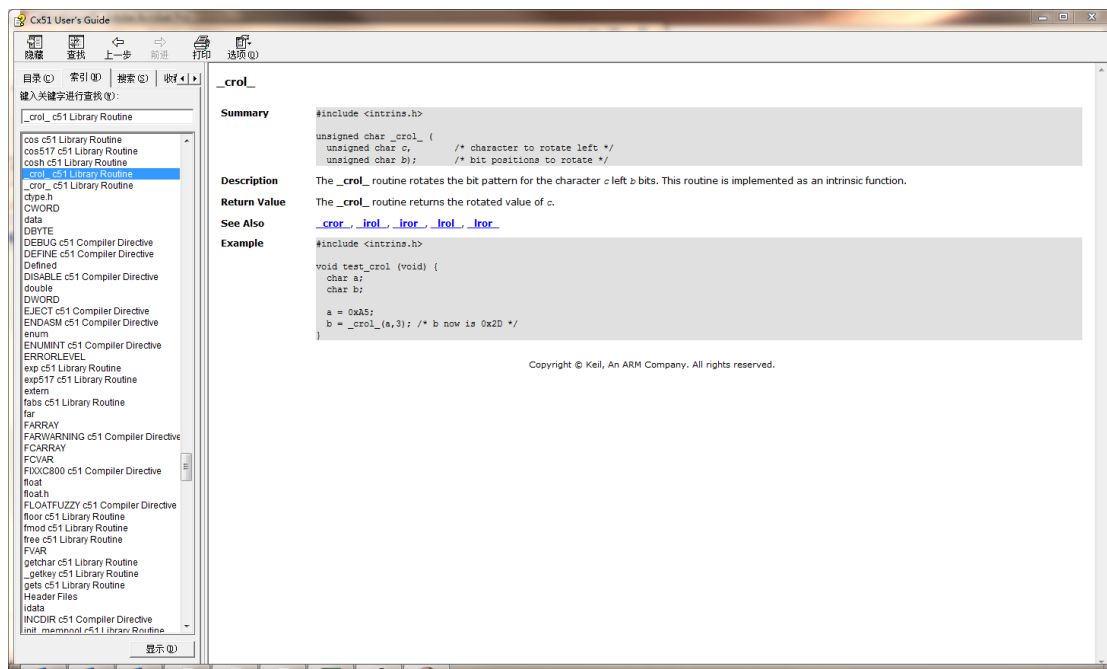 Cx51 User's Guide
隐藏 查找 上一步 前进 打印 选项(O)
目录(C) 索引(N) 搜索(S) 收
键入关键字进行查找(W):
_crol_ c51 Library Routine
cos c51 Library Routine
cos517 c51 Library Routine
cosh c51 Library Routine
_crol_ c51 Library Routine
_cror_ c51 Library Routine
ctype.h
CWORD
data
DBYTE
DEBUG c51 Compiler Directive
DEFINE c51 Compiler Directive
Defined
DISABLE c51 Compiler Directive
double
DWORD
EJECT c51 Compiler Directive
ENDASM c51 Compiler Directive
enum
ENUMINT c51 Compiler Directive
ERRORLEVEL
exp c51 Library Routine
exp517 c51 Library Routine
extern
fabs c51 Library Routine
far
FARRAY
FARWARNING c51 Compiler Directive
FCARRAY
FCVAR
FIXXC800 c51 Compiler Directive
float
float.h
FLOATFUZZY c51 Compiler Directive
floor c51 Library Routine
fmod c51 Library Routine
free c51 Library Routine
FVAR
getchar c51 Library Routine
_getkey c51 Library Routine
gets c51 Library Routine
Header Files
idata
INCDIR c51 Compiler Directive
init_mempool c51 Library Routine
显示(D)
_crol_
Summary
#include <intrins.h>
unsigned char _crol_ (
unsigned char c, /* character to rotate left */
unsigned char b); /* bit positions to rotate */
Description The _crol_ routine rotates the bit pattern for the character c left b bits. This routine is implemented as an intrinsic function.
Return Value The _crol_ routine returns the rotated value of c.
See Also _cror_, _irol_, _iror_, _lrol_, _lror_
Example
#include <intrins.h>
void test_crol (void) {
char a;
char b;
a = 0xA5;
b = _crol_(a,3); /* b now is 0x2D */
}
Copyright © Keil, An ARM Company. All rights reserved.